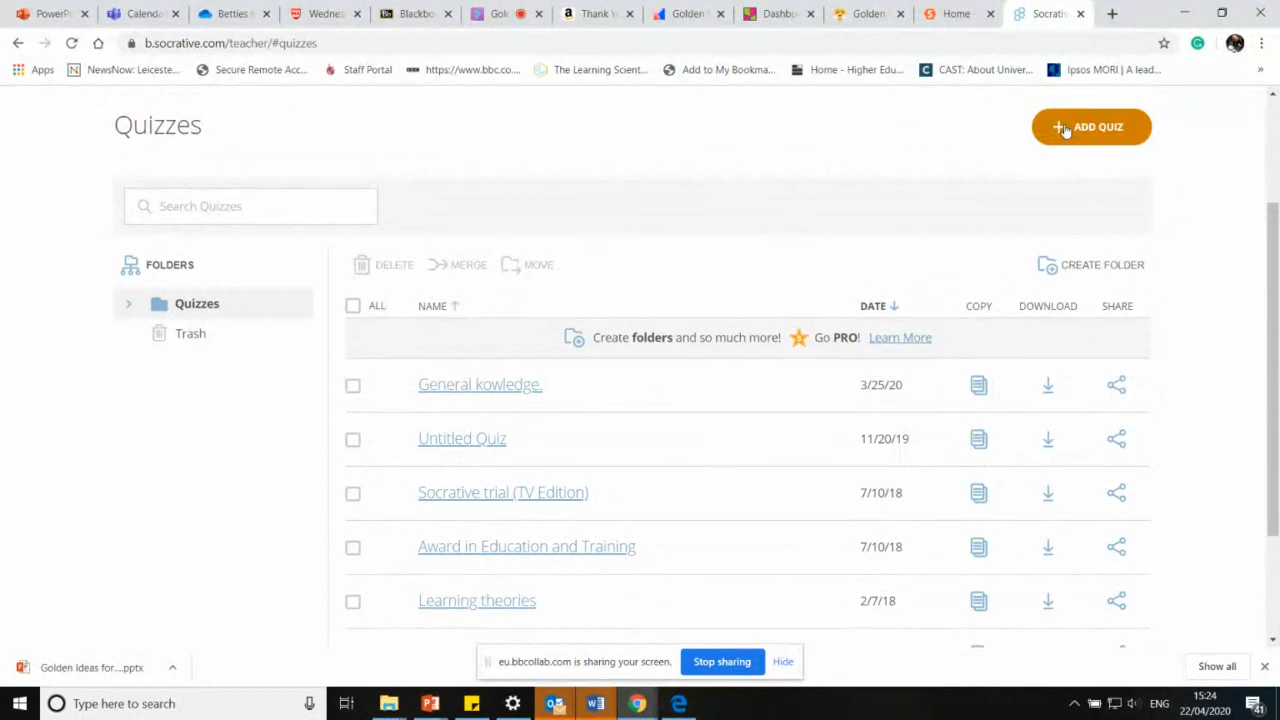 PowerP
Calenda
Betties s
Wednes
Blackbo
Gold
Thank Y
Golden
Dashbo
Golden
Home -
Socrativ
b.socrative.com/teacher/#quizzes
Apps
NewsNow: Leiceste...
Secure Remote Acc...
Staff Portal
https://www.bbc.co....
The Learning Scient...
Add to My Bookma...
Home - Higher Edu...
CAST: About Univer...
Ipsos MORI | A lead...
»
Quizzes
+ ADD QUIZ
Search Quizzes
FOLDERS
DELETE
MERGE
MOVE
CREATE FOLDER
Quizzes
Trash
ALL
NAME
DATE
COPY
DOWNLOAD
SHARE
Create folders and so much more! Go PRO! Learn More
General kowledge.
3/25/20
Untitled Quiz
11/20/19
Socrative trial (TV Edition)
7/10/18
Award in Education and Training
7/10/18
Learning theories
2/7/18
eu.bbcollab.com is sharing your screen.
Stop sharing
Hide
Golden Ideas for....pptx
Show all
Type here to search
ENG
15:24
22/04/2020
41